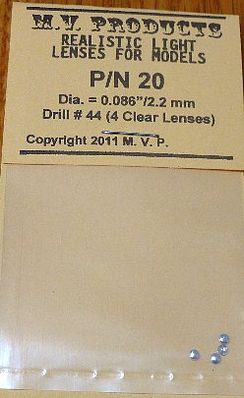 M.V. PRODUCTS
REALISTIC LIGHT
LENSES FOR MODELS
P/N 20
Dia. = 0.086"/2.2 mm
Drill # 44 (4 Clear Lenses)
Copyright 2011 M. V. P.